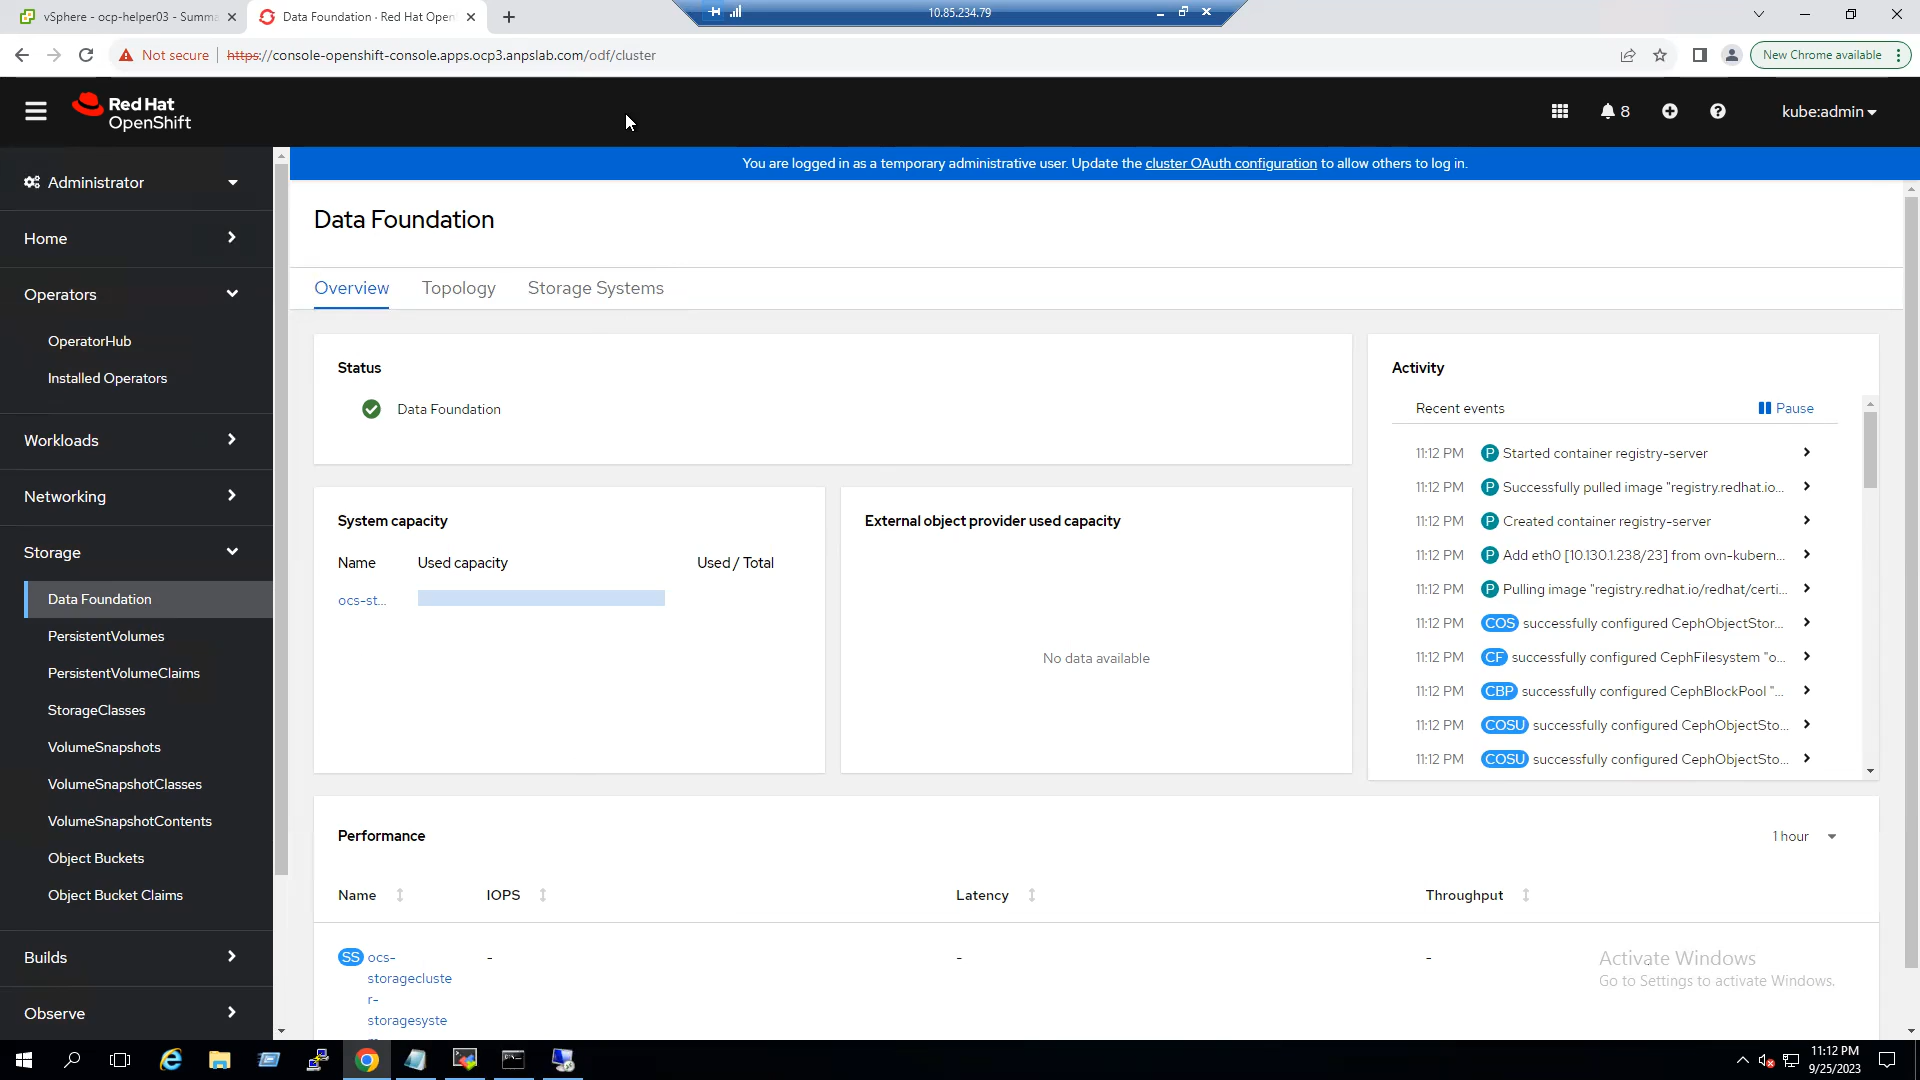 vSphere - ocp-helper03 - Summa
Data Foundation · Red Hat Open
10.85.234.79
Not secure
https://console-openshift-console.apps.ocp3.anpslab.com/odf/cluster
New Chrome available
Red Hat
OpenShift
8
kube:admin
You are logged in as a temporary administrative user. Update the cluster OAuth configuration to allow others to log in.
Administrator
Home
Operators
OperatorHub
Installed Operators
Workloads
Networking
Storage
Data Foundation
PersistentVolumes
PersistentVolumeClaims
StorageClasses
VolumeSnapshots
VolumeSnapshotClasses
VolumeSnapshotContents
Object Buckets
Object Bucket Claims
Builds
Observe
Data Foundation
Overview Topology Storage Systems
Status
Data Foundation
System capacity
Name Used capacity Used / Total
ocs-st...
External object provider used capacity
No data available
Activity
Recent events Pause
11:12 PM P Started container registry-server
11:12 PM P Successfully pulled image "registry.redhat.io...
11:12 PM P Created container registry-server
11:12 PM P Add eth0 [10.130.1.238/23] from ovn-kubern...
11:12 PM P Pulling image "registry.redhat.io/redhat/certi...
11:12 PM COS successfully configured CephObjectStor...
11:12 PM CF successfully configured CephFilesystem "o...
11:12 PM CBP successfully configured CephBlockPool "...
11:12 PM COSU successfully configured CephObjectSto...
11:12 PM COSU successfully configured CephObjectSto...
Performance
1 hour
Name IOPS Latency Throughput
SS ocs-
storagecluste
r-
storagesyste
- - -
Activate Windows
Go to Settings to activate Windows.
11:12 PM
9/25/2023